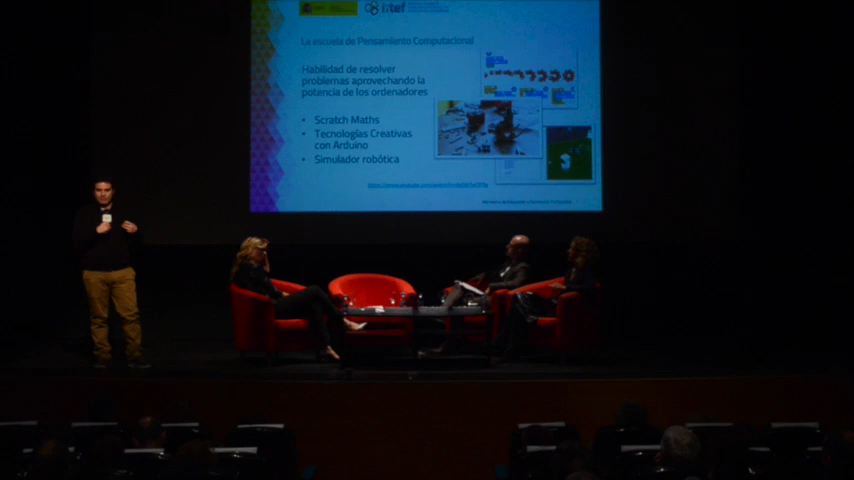 intef
La escuela de Pensamiento Computacional
Habilidad de resolver
problemas aprovechando la
potencia de los ordenadores
• Scratch Maths
• Tecnologías Creativas
con Arduino
• Simulador robótica